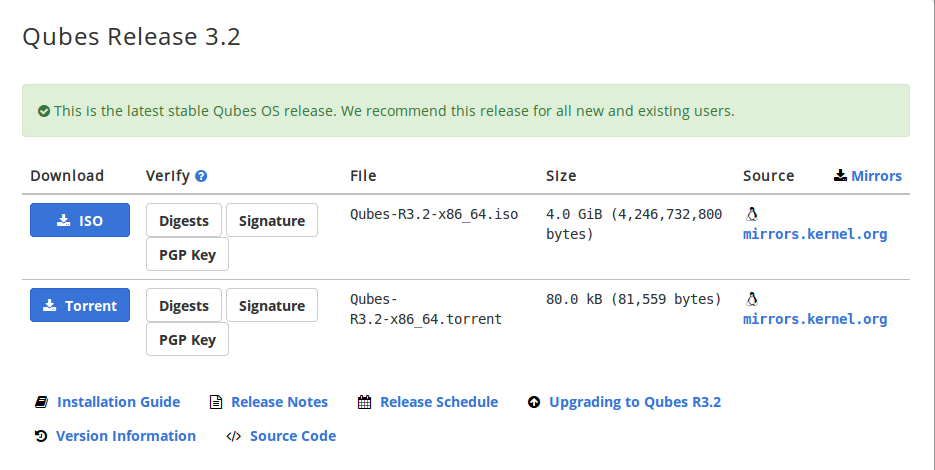 Qubes Release 3.2
This is the latest stable Qubes OS release. We recommend this release for all new and existing users.
Download Verify File Size Source Mirrors
ISO Digests Signature Qubes-R3.2-x86_64.iso 4.0 GiB (4,246,732,800
bytes) mirrors.kernel.org
PGP Key
Torrent Digests Signature Qubes- 80.0 kB (81,559 bytes)
R3.2-x86_64.torrent mirrors.kernel.org
PGP Key
Installation Guide Release Notes Release Schedule Upgrading to Qubes R3.2
Version Information Source Code